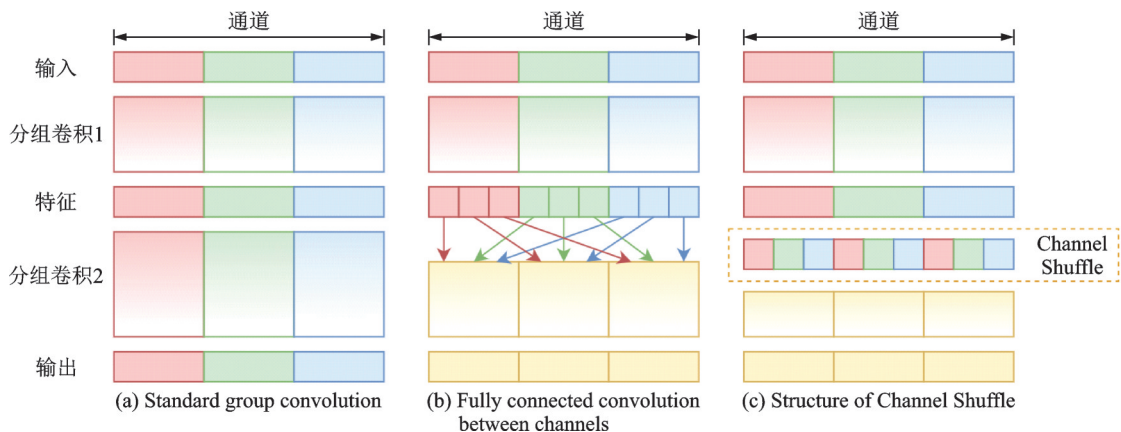 通道
通道
通道
输入
分组卷积1
特征
分组卷积2
输出
Channel
Shuffle
(a) Standard group convolution
(b) Fully connected convolution
between channels
(c) Structure of Channel Shuffle